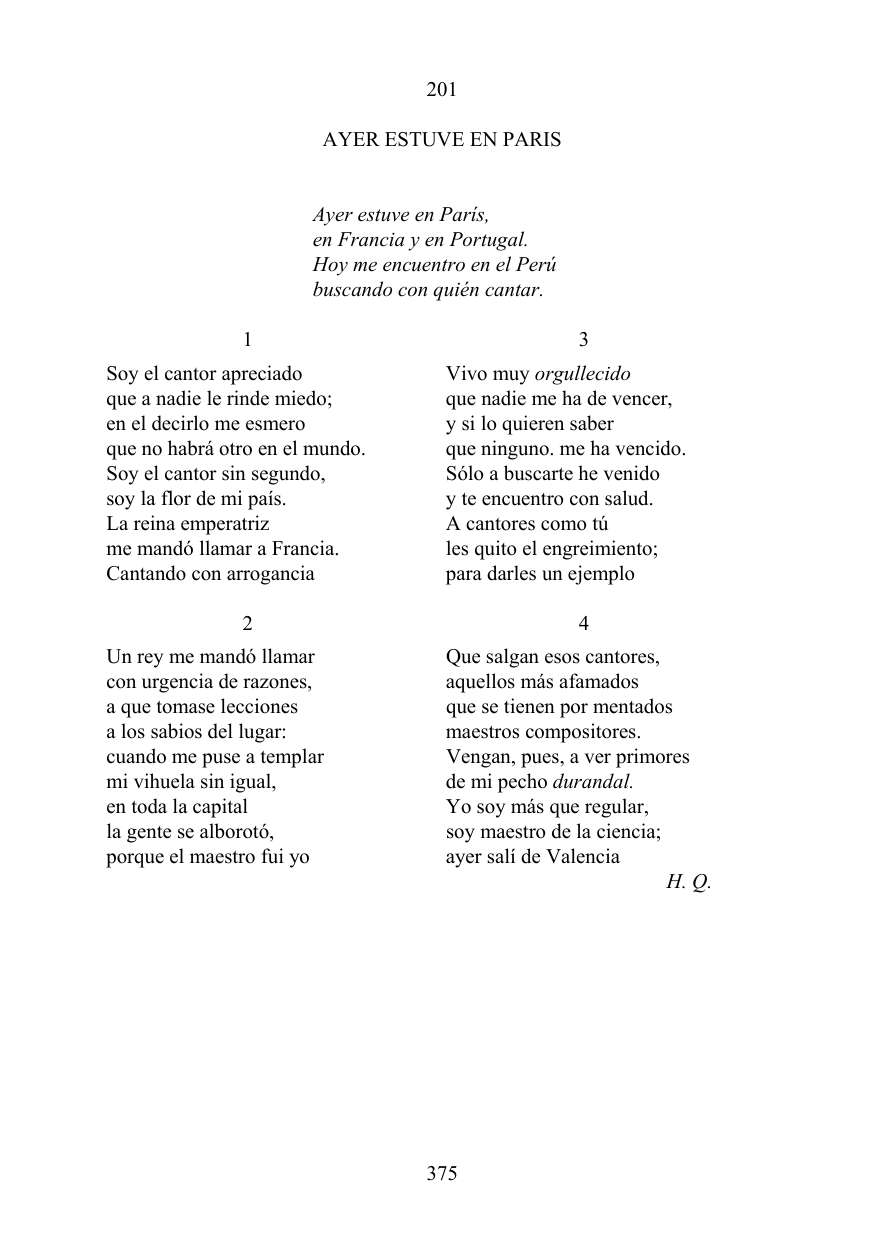 201
AYER ESTUVE EN PARIS
Ayer estuve en París,
en Francia y en Portugal.
Hoy me encuentro en el Perú
buscando con quién cantar.
1
Soy el cantor apreciado
que a nadie le rinde miedo;
en el decirlo me esmero
que no habrá otro en el mundo.
Soy el cantor sin segundo,
soy la flor de mi país.
La reina emperatriz
me mandó llamar a Francia.
Cantando con arrogancia
2
Un rey me mandó llamar
con urgencia de razones,
a que tomase lecciones
a los sabios del lugar:
cuando me puse a templar
mi vihuela sin igual,
en toda la capital
la gente se alborotó,
porque el maestro fui yo
3
Vivo muy orgullecido
que nadie me ha de vencer,
y si lo quieren saber
que ninguno. me ha vencido.
Sólo a buscarte he venido
y te encuentro con salud.
A cantores como tú
les quito el engreimiento;
para darles un ejemplo
4
Que salgan esos cantores,
aquellos más afamados
que se tienen por mentados
maestros compositores.
Vengan, pues, a ver primores
de mi pecho durandal.
Yo soy más que regular,
soy maestro de la ciencia;
ayer salí de Valencia
H. Q.
375